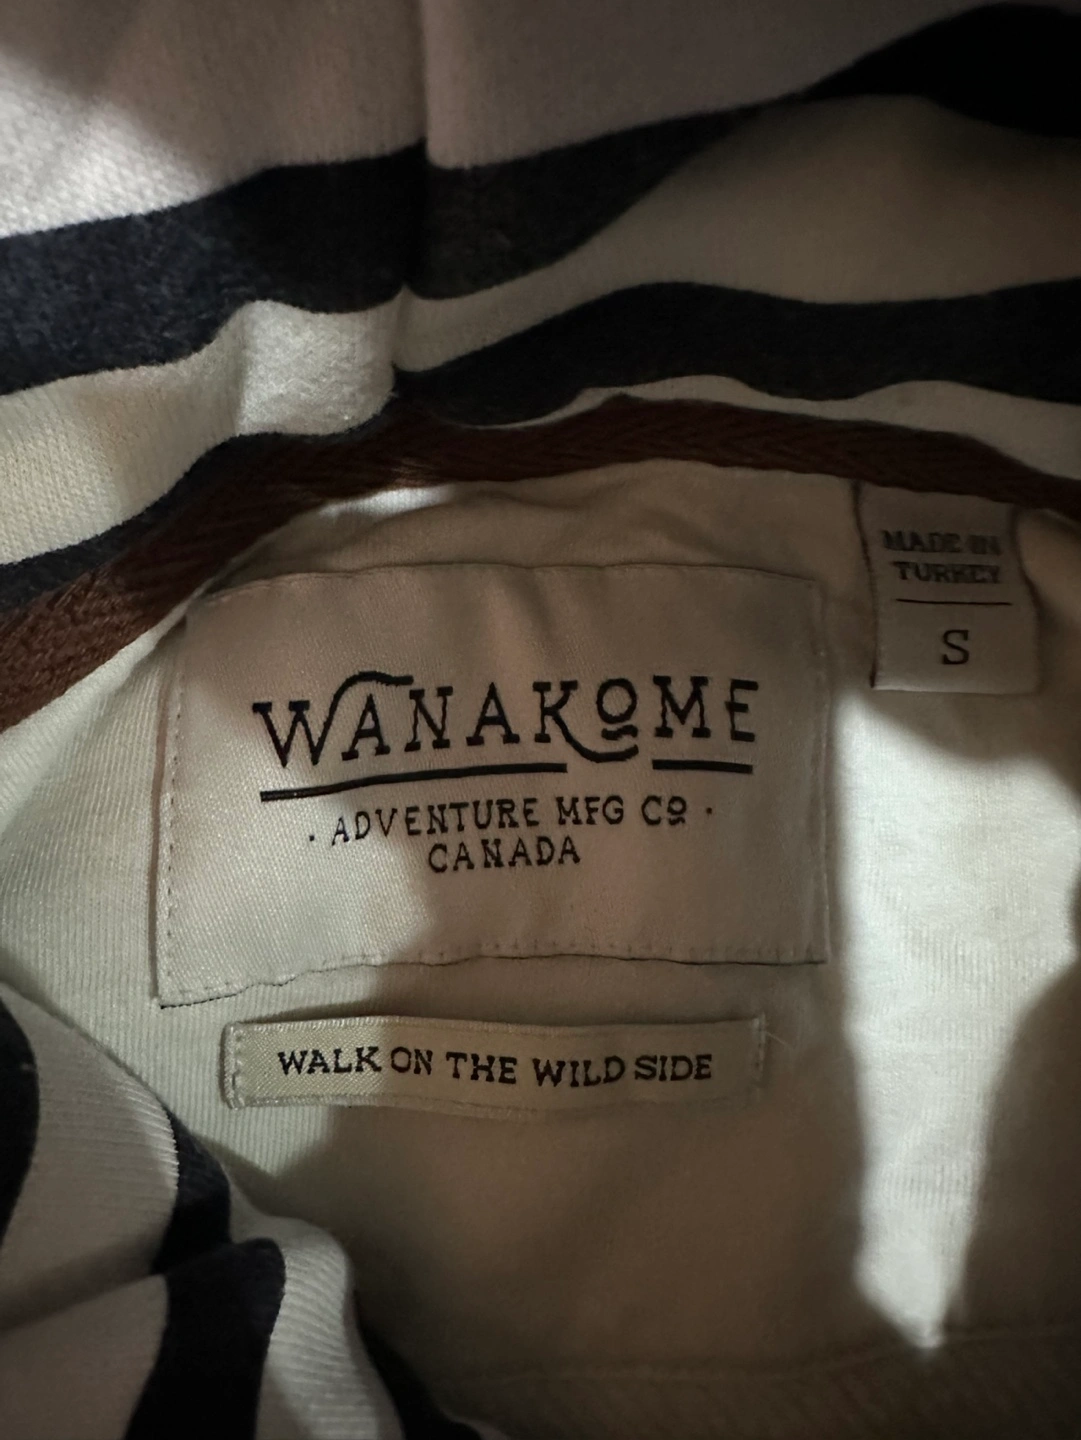 WANAKOME
· ADVENTURE MFG Co ·
CANADA
WALK ON THE WILD SIDE
MADE IN
TURKEY
S